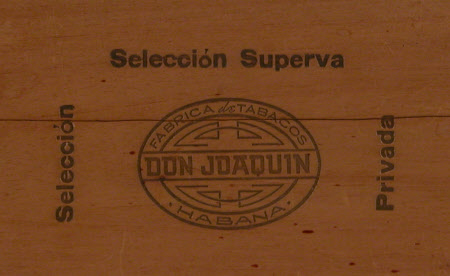 Selección Superva
Selección
FABRICA de TABACOS
DON JOAQUIN
· HABANA ·
Privada